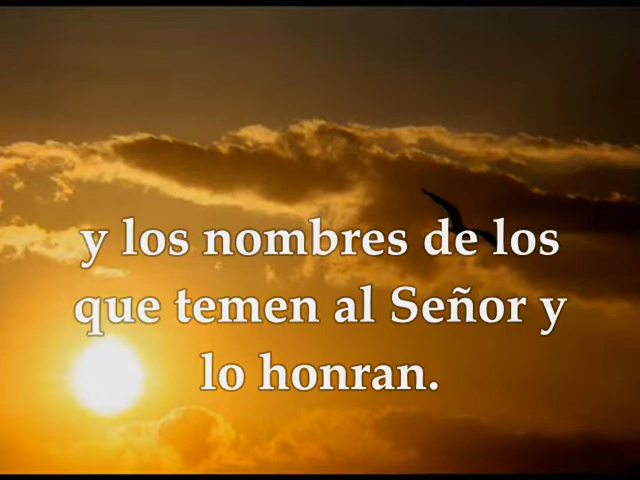 y los nombres de los
que temen al Señor y
lo honran.